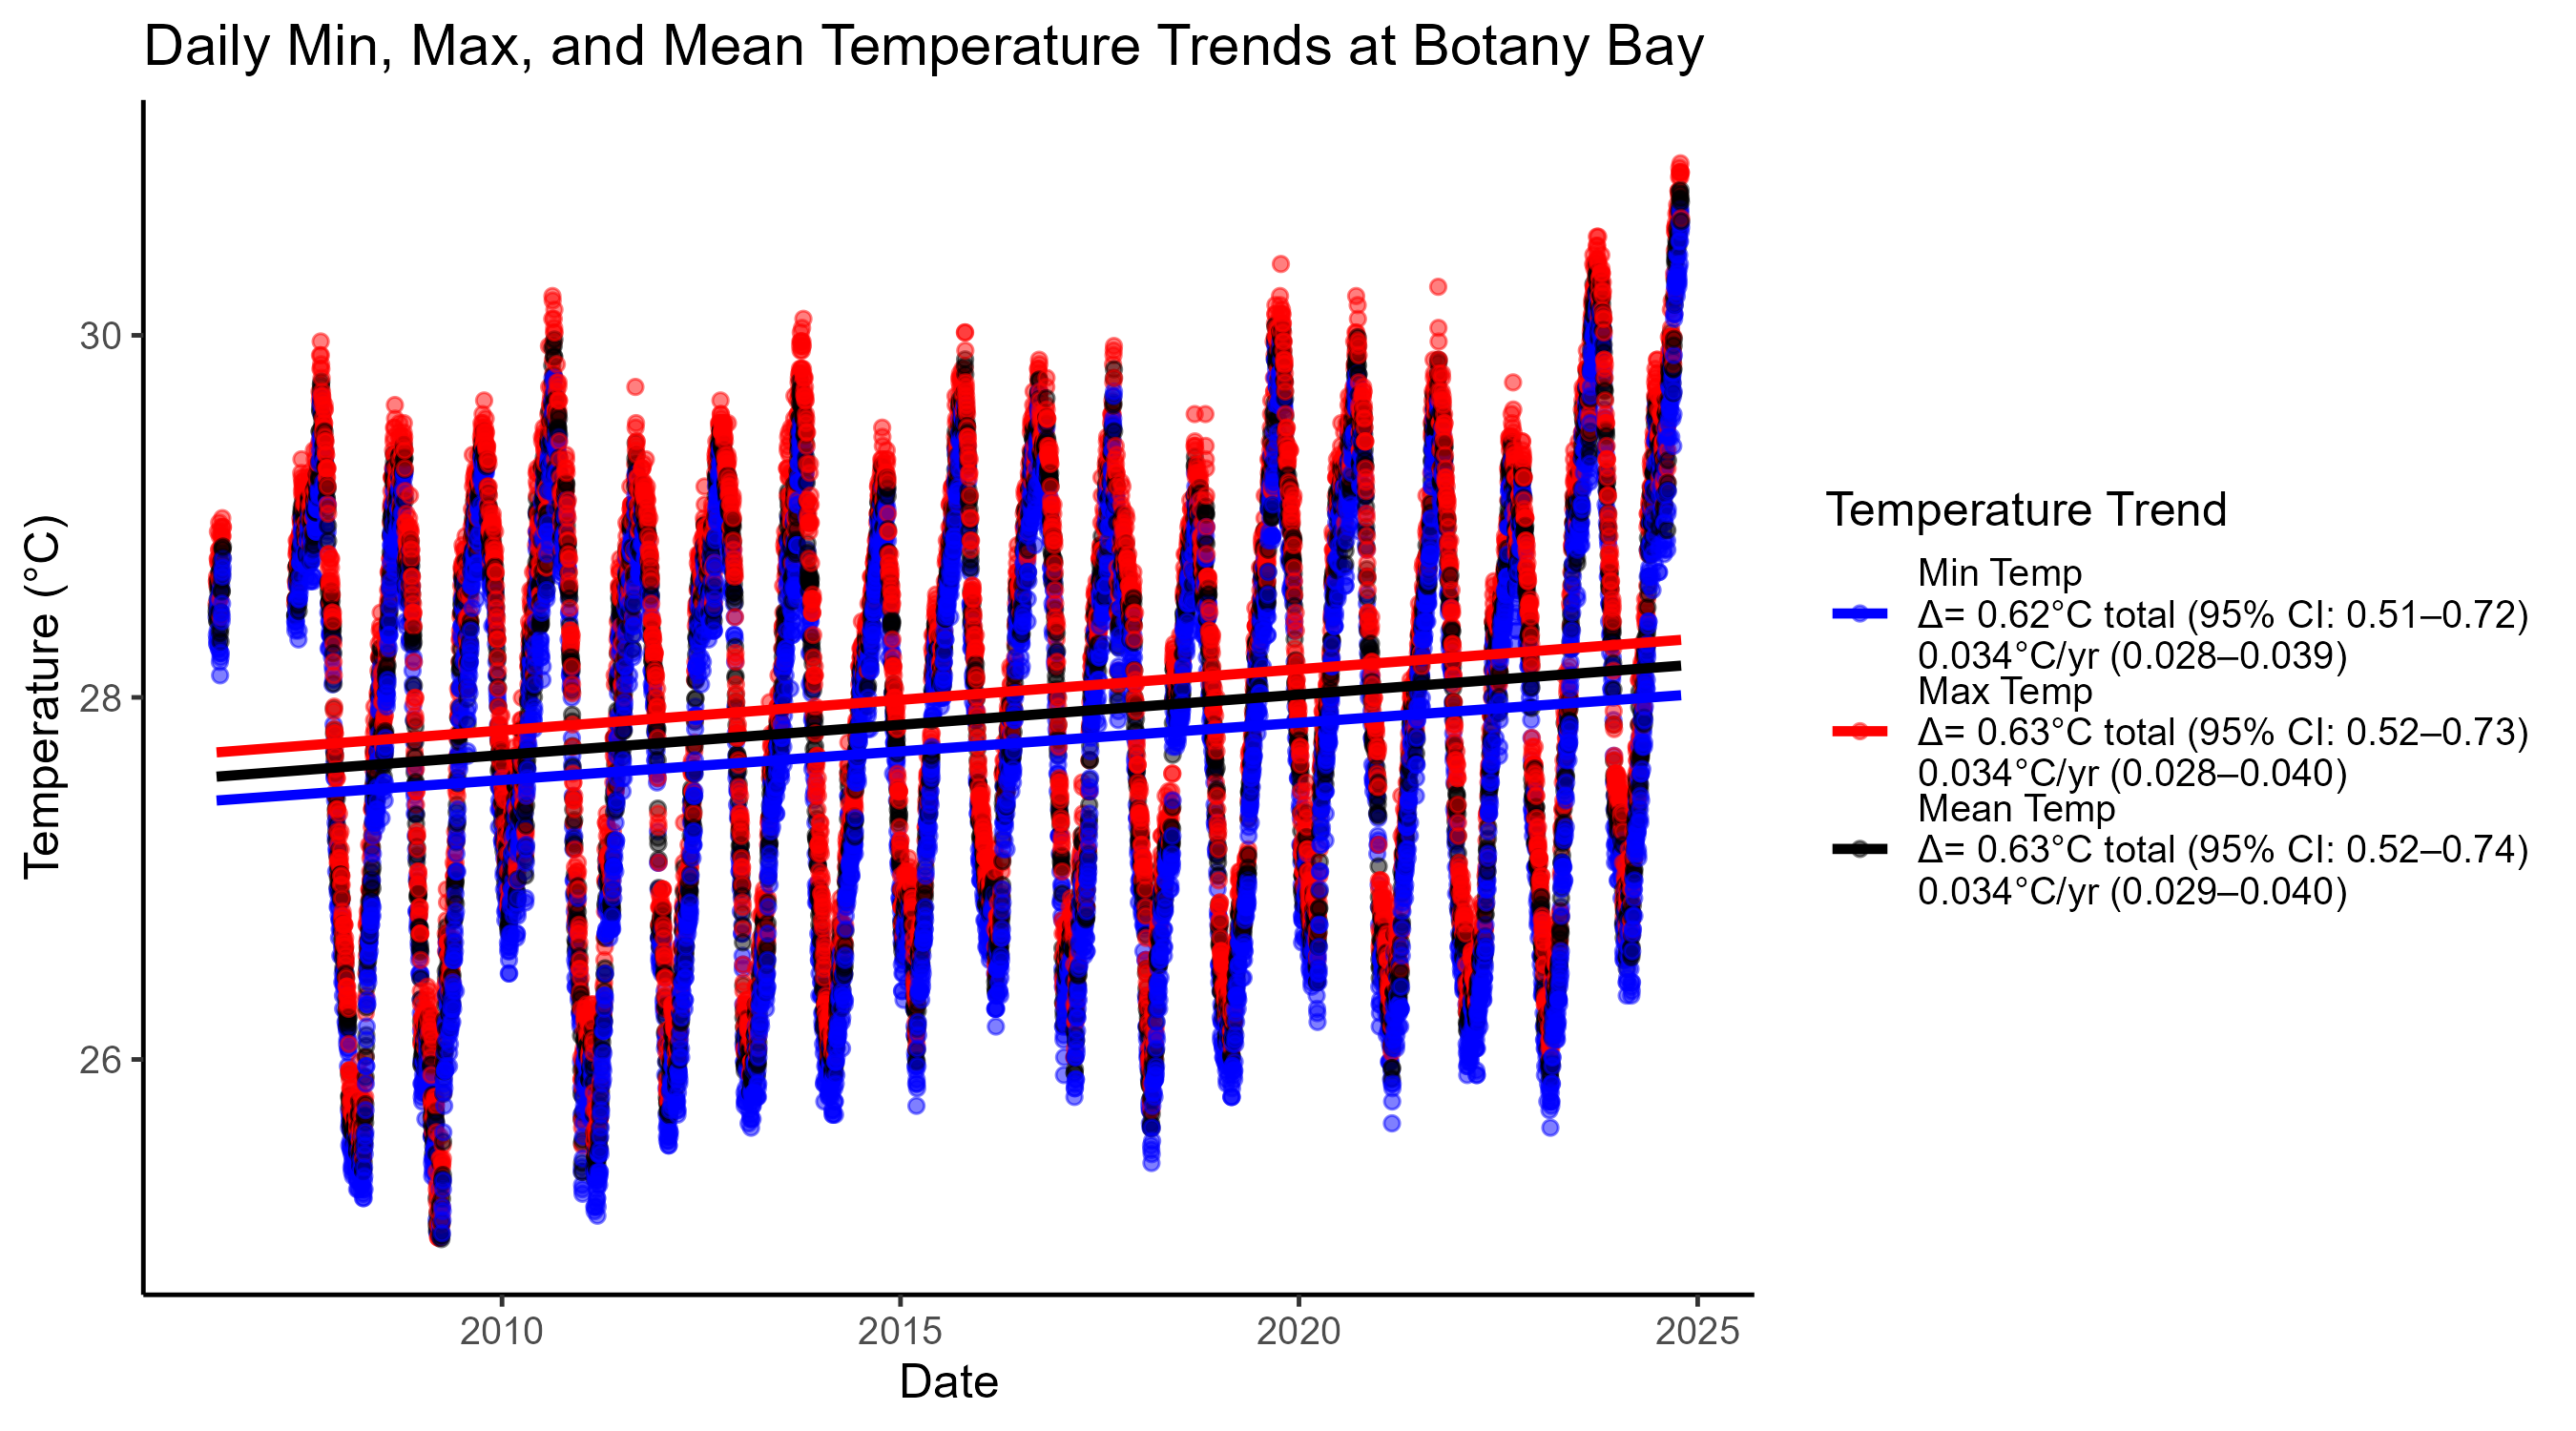 Daily Min, Max, and Mean Temperature Trends at Botany Bay
Temperature (°C)
30
28
26
2010
2015
2020
2025
Date
Temperature Trend
Min Temp
Δ= 0.62°C total (95% CI: 0.51–0.72)
0.034°C/yr (0.028–0.039)
Max Temp
Δ= 0.63°C total (95% CI: 0.52–0.73)
0.034°C/yr (0.028–0.040)
Mean Temp
Δ= 0.63°C total (95% CI: 0.52–0.74)
0.034°C/yr (0.029–0.040)